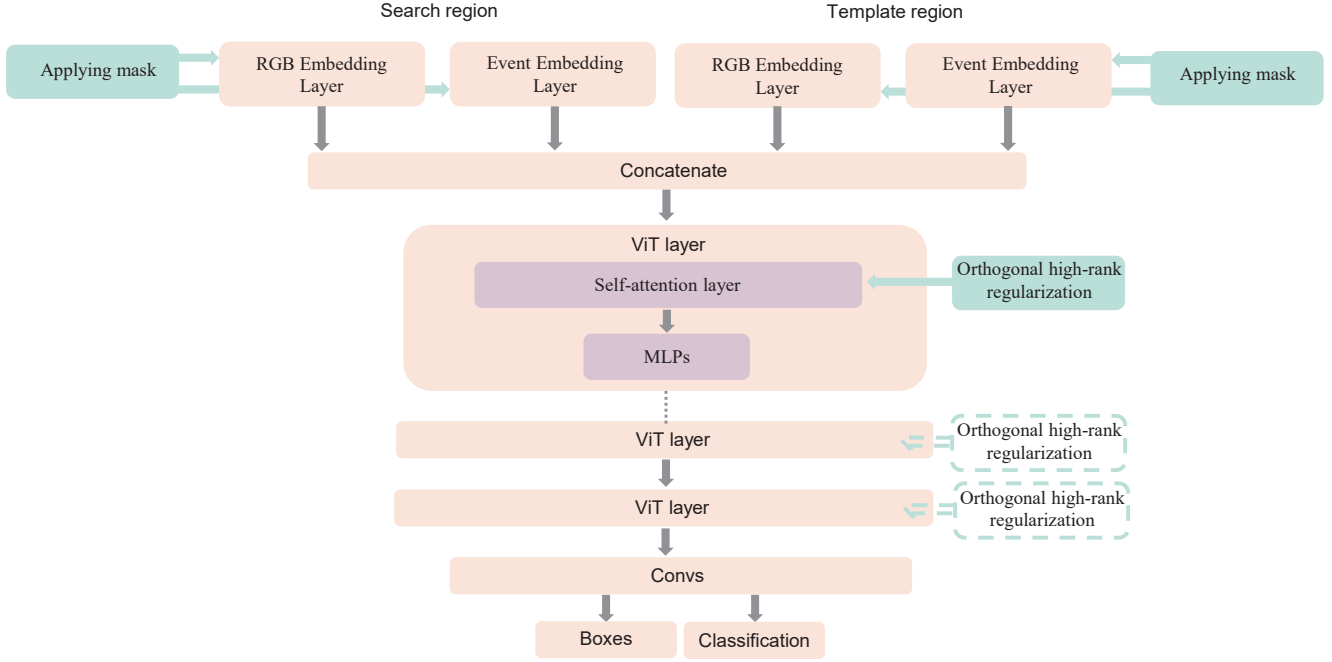 Search region
Template region
Applying mask
RGB Embedding
Layer
Event Embedding
Layer
RGB Embedding
Layer
Event Embedding
Layer
Applying mask
Concatenate
ViT layer
Self-attention layer
Orthogonal high-rank
regularization
MLPs
ViT layer
Orthogonal high-rank
regularization
ViT layer
Orthogonal high-rank
regularization
Convs
Boxes
Classification